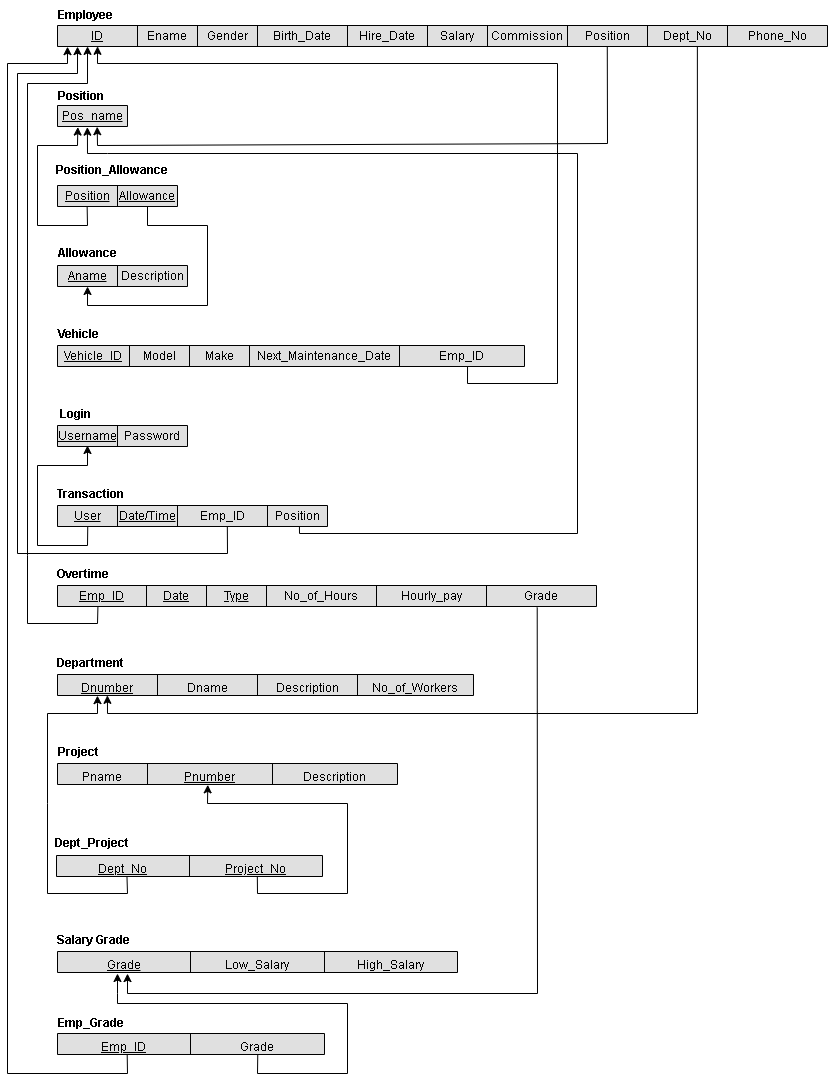 Employee
ID Ename Gender Birth_Date Hire_Date Salary Commission Position Dept_No Phone_No
Position
Pos_name
Position_Allowance
Position Allowance
Allowance
Aname Description
Vehicle
Vehicle_ID Model Make Next_Maintenance_Date Emp_ID
Login
Username Password
Transaction
User Date/Time Emp_ID Position
Overtime
Emp_ID Date Type No_of_Hours Hourly_pay Grade
Department
Dnumber Dname Description No_of_Workers
Project
Pname Pnumber Description
Dept_Project
Dept_No Project_No
Salary Grade
Grade Low_Salary High_Salary
Emp_Grade
Emp_ID Grade